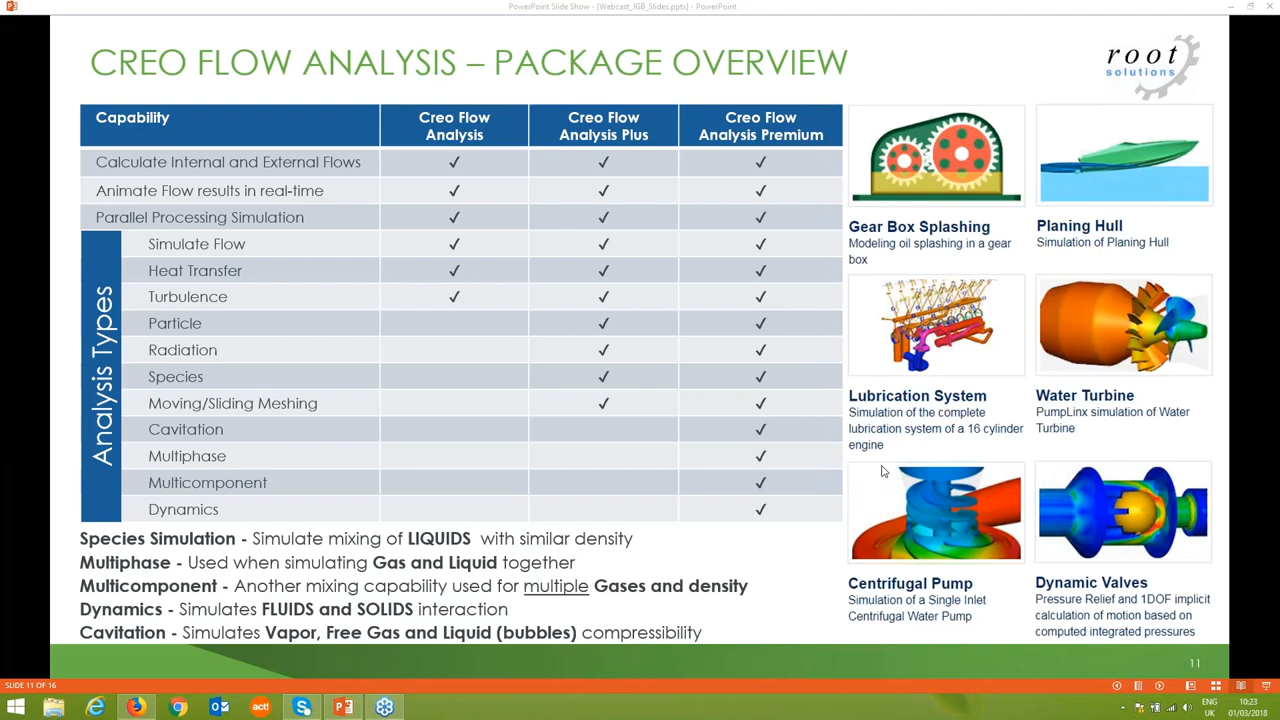 PowerPoint Slide Show - [Webcast_JGB_Slides.pptx] - PowerPoint
CREO FLOW ANALYSIS – PACKAGE OVERVIEW
root
solutions
Capability
Creo Flow
Analysis
Creo Flow
Analysis Plus
Creo Flow
Analysis Premium
Calculate Internal and External Flows ✓ ✓ ✓
Animate Flow results in real-time ✓ ✓ ✓
Parallel Processing Simulation ✓ ✓ ✓
Analysis Types
Simulate Flow ✓ ✓ ✓
Heat Transfer ✓ ✓ ✓
Turbulence ✓ ✓ ✓
Particle ✓ ✓
Radiation ✓ ✓
Species ✓ ✓
Moving/Sliding Meshing ✓ ✓
Cavitation ✓
Multiphase ✓
Multicomponent ✓
Dynamics ✓
Species Simulation - Simulate mixing of LIQUIDS with similar density
Multiphase - Used when simulating Gas and Liquid together
Multicomponent - Another mixing capability used for multiple Gases and density
Dynamics - Simulates FLUIDS and SOLIDS interaction
Cavitation - Simulates Vapor, Free Gas and Liquid (bubbles) compressibility
Gear Box Splashing
Modeling oil splashing in a gear
box
Planing Hull
Simulation of Planing Hull
Lubrication System
Simulation of the complete
lubrication system of a 16 cylinder
engine
Water Turbine
PumpLinx simulation of Water
Turbine
Centrifugal Pump
Simulation of a Single Inlet
Centrifugal Water Pump
Dynamic Valves
Pressure Relief and 1DOF implicit
calculation of motion based on
computed integrated pressures
11
SLIDE 11 OF 16
act!
ENG
UK
10:23
01/03/2018